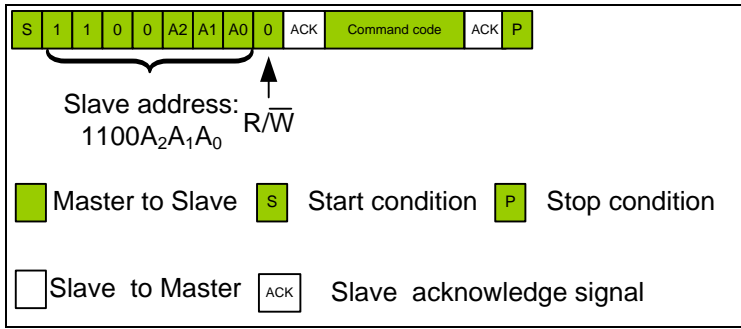 S 1 1 0 0 A2 A1 A0 0 ACK Command code ACK P
Slave address:
R/W̅
1100A₂A₁A₀
Master to Slave S Start condition P Stop condition
Slave to Master ACK Slave acknowledge signal